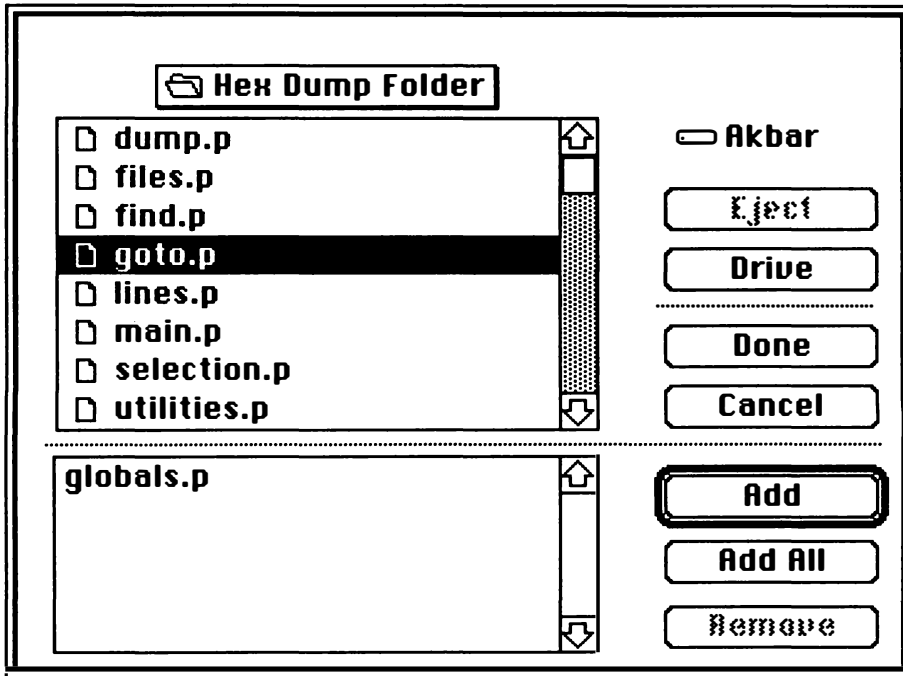 Hex Dump Folder
dump.p
files.p
find.p
goto.p
lines.p
main.p
selection.p
utilities.p
Akbar
Eject
Drive
Done
Cancel
globals.p
Add
Add All
Remove